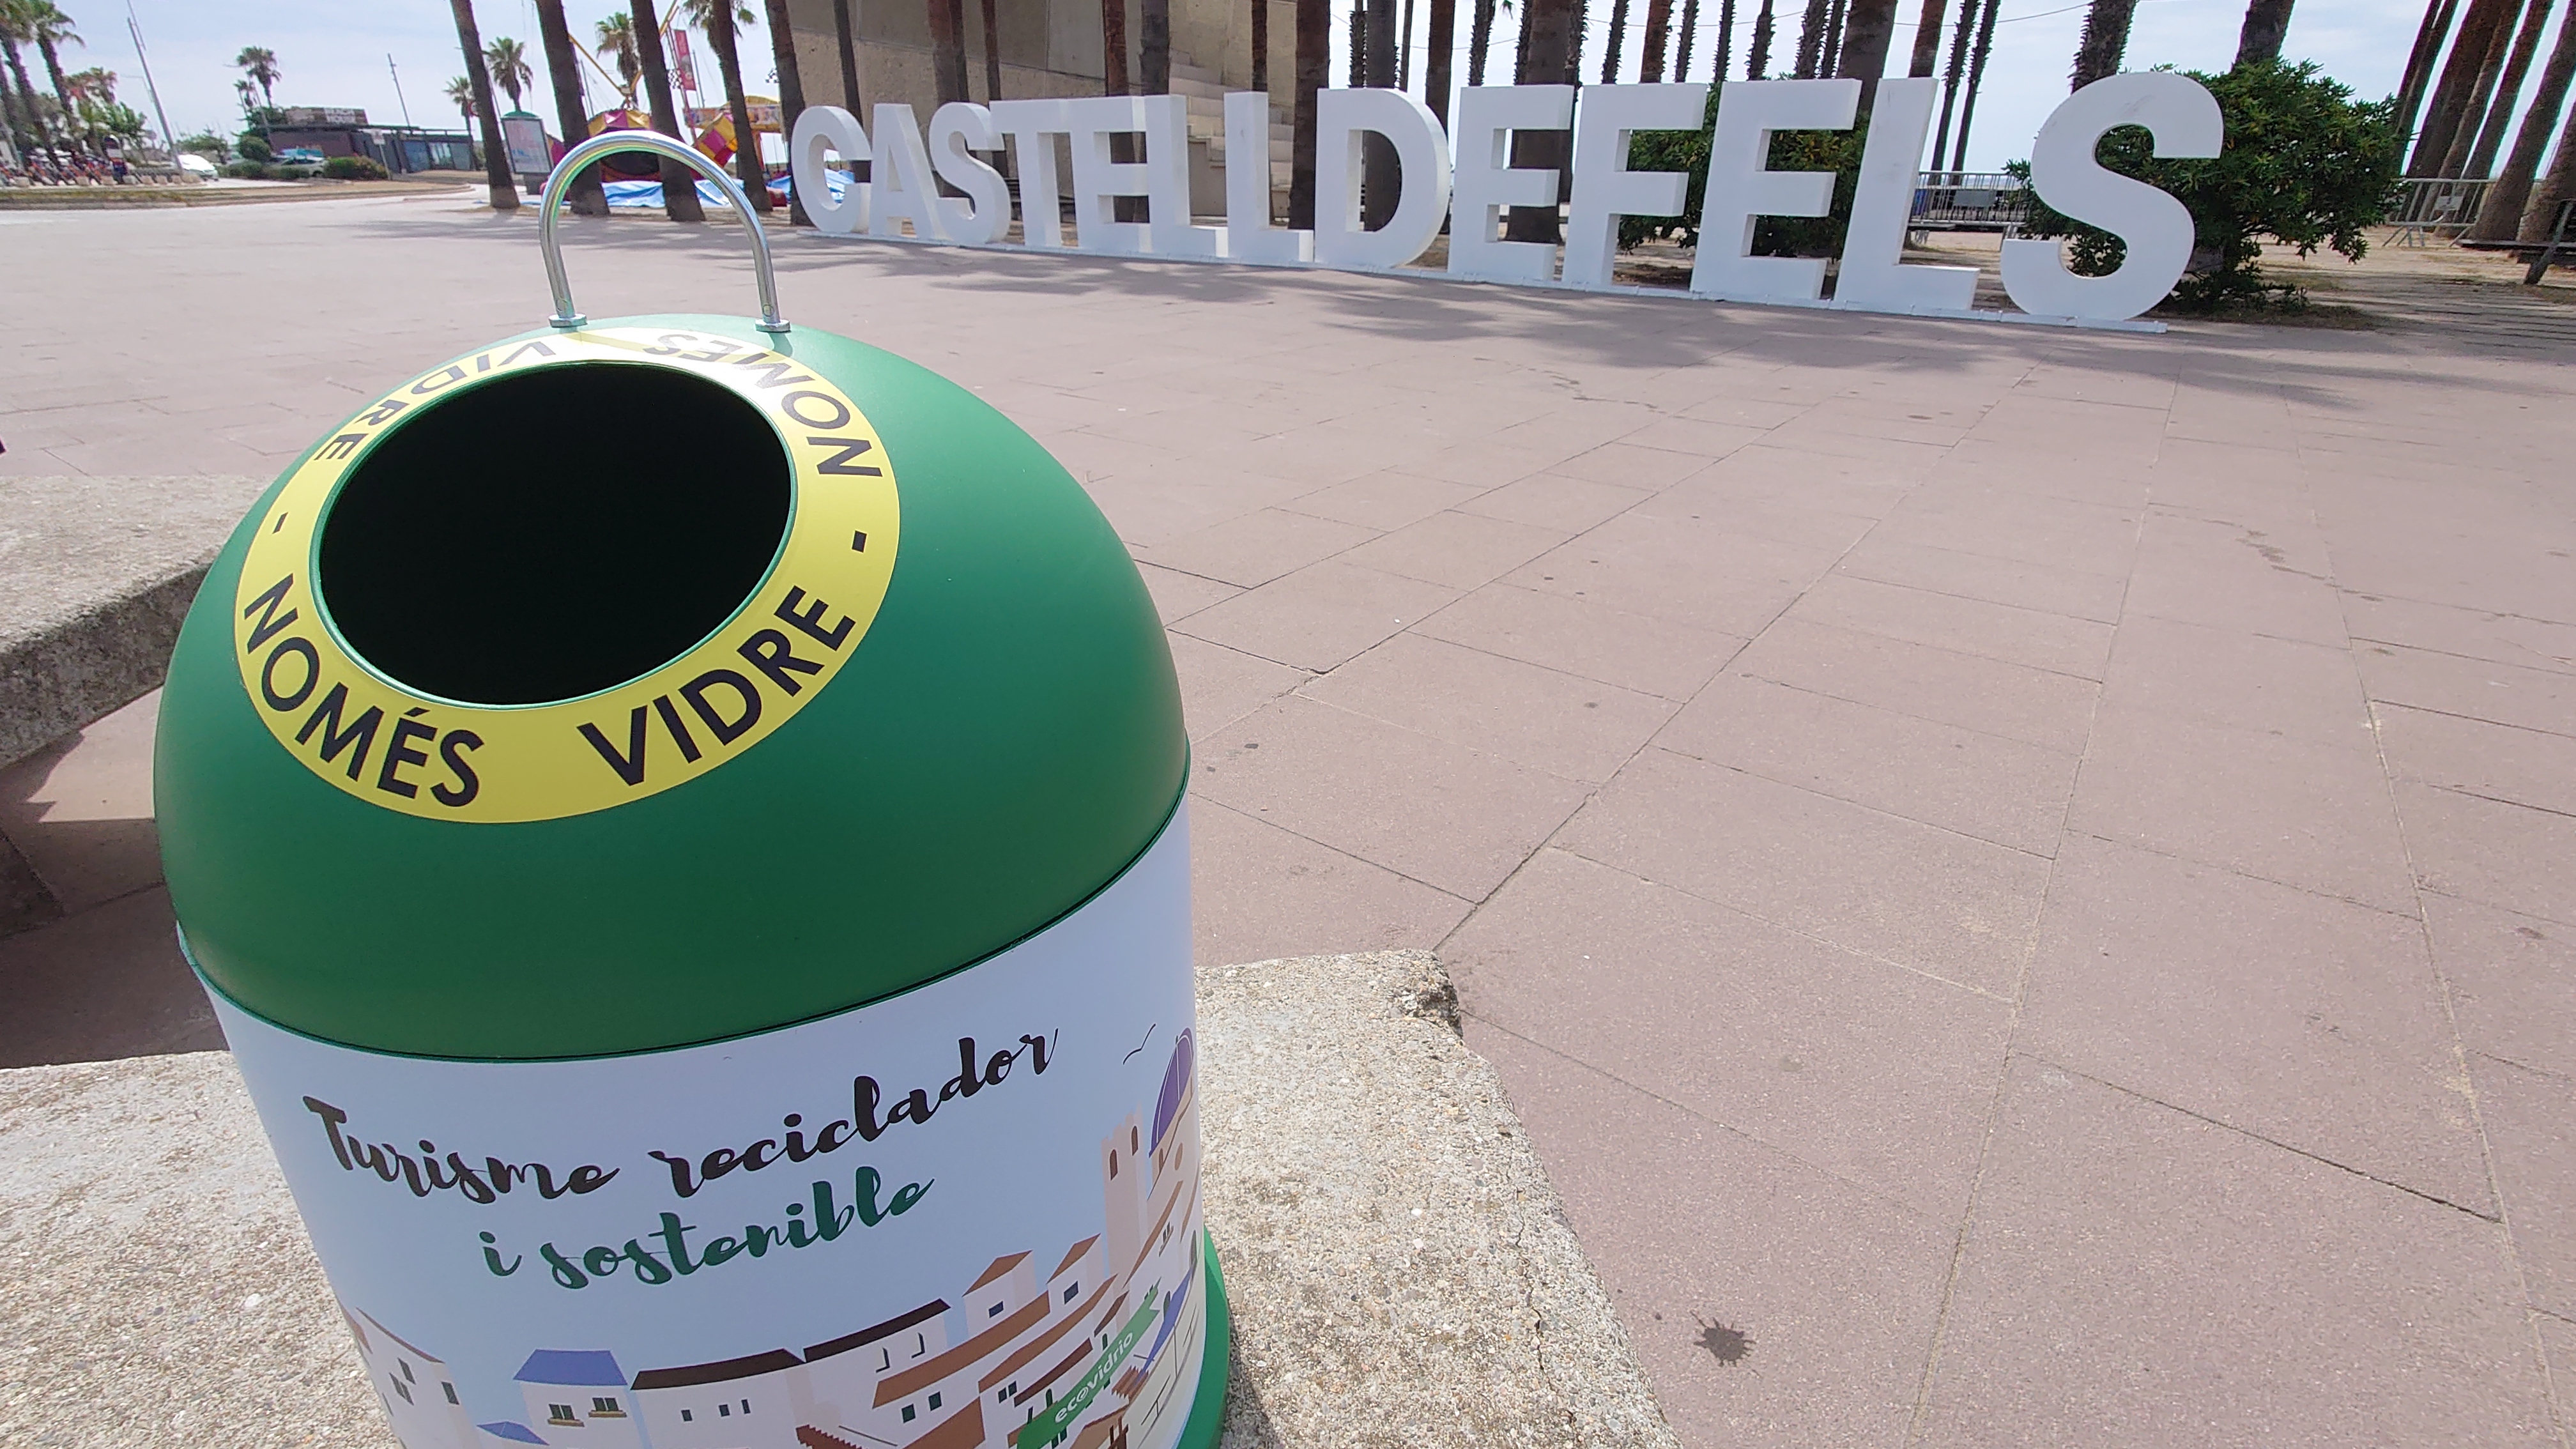 CASTELLDEFELS
NOMÉS VIDRE - NOMÉS VIDRE -
Turisme reciclador
i sostenible
ecovidrio